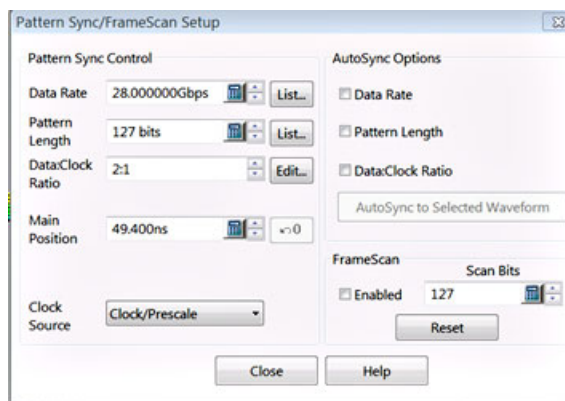 Pattern Sync/FrameScan Setup
Pattern Sync Control
Data Rate 28.000000Gbps List...
Pattern Length 127 bits List...
Data:Clock Ratio 2:1 Edit...
Main Position 49.400ns 0
Clock Source Clock/Prescale
AutoSync Options
Data Rate
Pattern Length
Data:Clock Ratio
AutoSync to Selected Waveform
FrameScan
Scan Bits
Enabled 127
Reset
Close Help